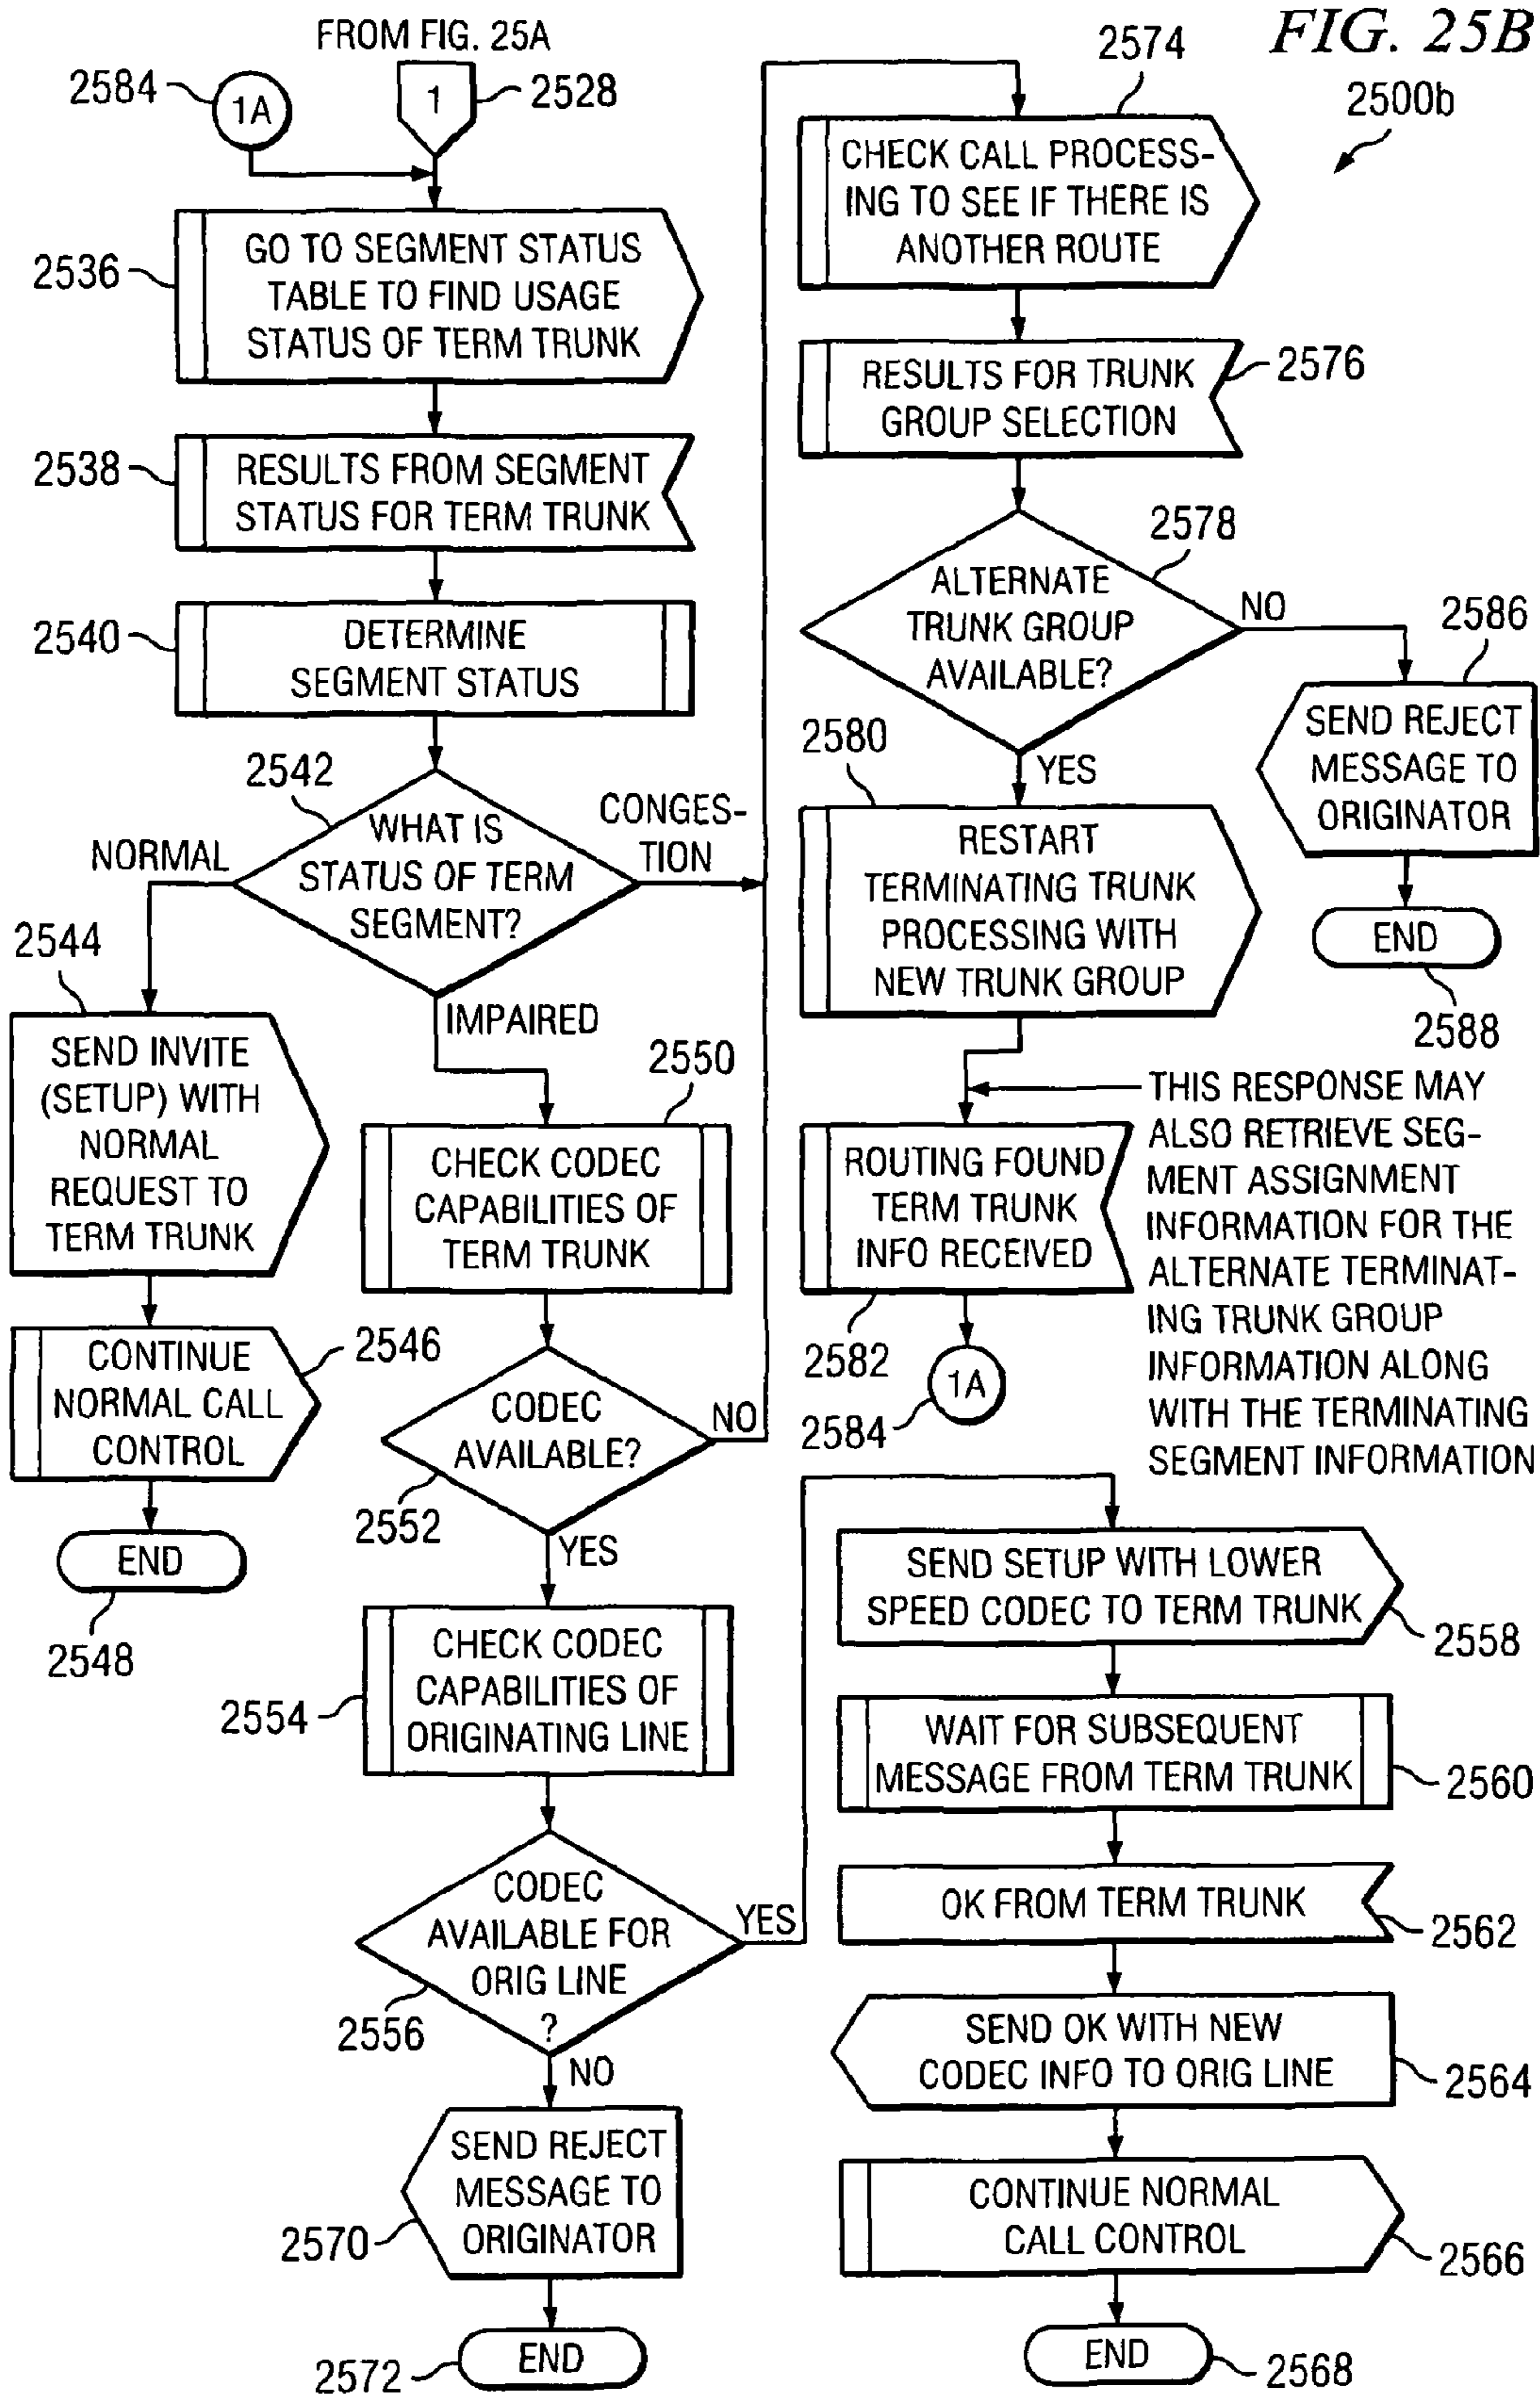 FIG. 25B
2500b
FROM FIG. 25A
2584
1A
1
2528
2536
GO TO SEGMENT STATUS
TABLE TO FIND USAGE
STATUS OF TERM TRUNK
2538
RESULTS FROM SEGMENT
STATUS FOR TERM TRUNK
2540
DETERMINE
SEGMENT STATUS
2542
WHAT IS
STATUS OF TERM
SEGMENT?
NORMAL
CONGES-
TION
IMPAIRED
2544
SEND INVITE
(SETUP) WITH
NORMAL
REQUEST TO
TERM TRUNK
2546
CONTINUE
NORMAL CALL
CONTROL
END
2548
2550
CHECK CODEC
CAPABILITIES OF
TERM TRUNK
CODEC
AVAILABLE?
NO
2552
YES
2554
CHECK CODEC
CAPABILITIES OF
ORIGINATING LINE
CODEC
AVAILABLE FOR
ORIG LINE
?
YES
2556
NO
SEND REJECT
MESSAGE TO
ORIGINATOR
2570
END
2572
2574
CHECK CALL PROCESS-
ING TO SEE IF THERE IS
ANOTHER ROUTE
RESULTS FOR TRUNK
GROUP SELECTION
2576
2578
ALTERNATE
TRUNK GROUP
AVAILABLE?
NO
2586
SEND REJECT
MESSAGE TO
ORIGINATOR
END
2588
YES
2580
RESTART
TERMINATING TRUNK
PROCESSING WITH
NEW TRUNK GROUP
THIS RESPONSE MAY
ALSO RETRIEVE SEG-
MENT ASSIGNMENT
INFORMATION FOR THE
ALTERNATE TERMINAT-
ING TRUNK GROUP
INFORMATION ALONG
WITH THE TERMINATING
SEGMENT INFORMATION
ROUTING FOUND
TERM TRUNK
INFO RECEIVED
2582
1A
2584
SEND SETUP WITH LOWER
SPEED CODEC TO TERM TRUNK
2558
WAIT FOR SUBSEQUENT
MESSAGE FROM TERM TRUNK
2560
OK FROM TERM TRUNK
2562
SEND OK WITH NEW
CODEC INFO TO ORIG LINE
2564
CONTINUE NORMAL
CALL CONTROL
2566
END
2568